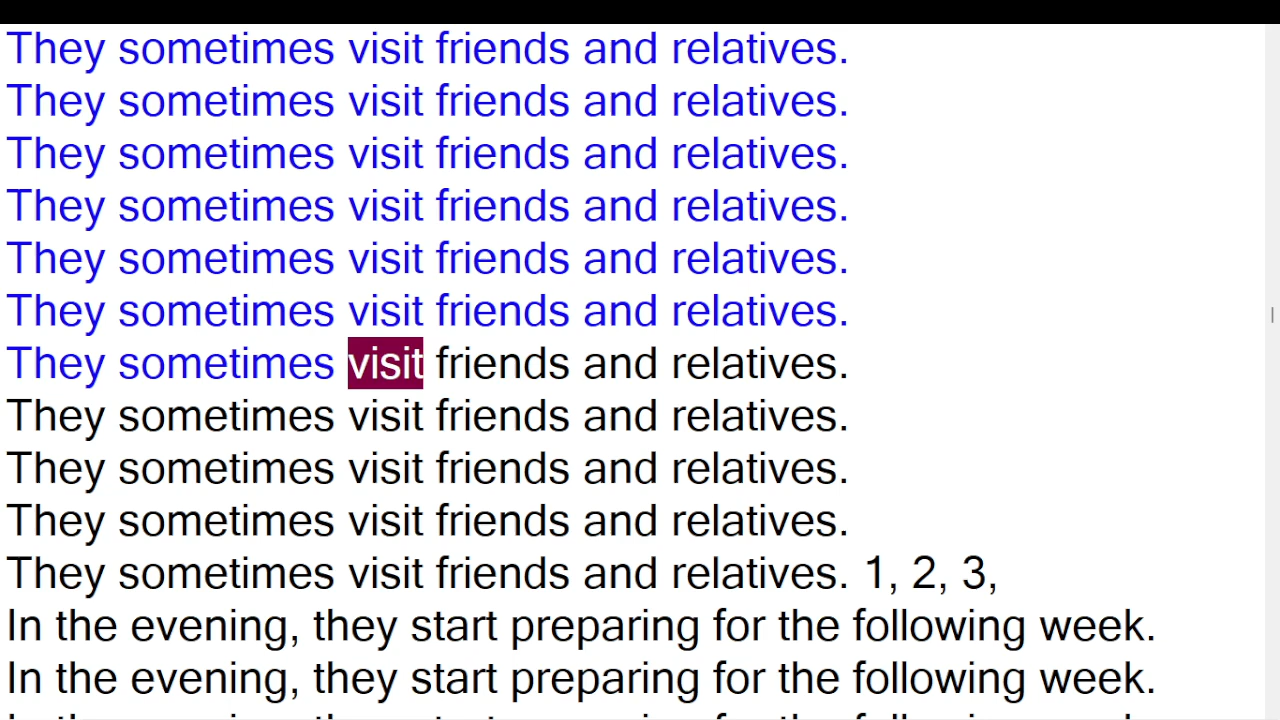 They sometimes visit friends and relatives.
They sometimes visit friends and relatives.
They sometimes visit friends and relatives.
They sometimes visit friends and relatives.
They sometimes visit friends and relatives.
They sometimes visit friends and relatives.
They sometimes visit friends and relatives.
They sometimes visit friends and relatives.
They sometimes visit friends and relatives.
They sometimes visit friends and relatives.
They sometimes visit friends and relatives. 1, 2, 3,
In the evening, they start preparing for the following week.
In the evening, they start preparing for the following week.